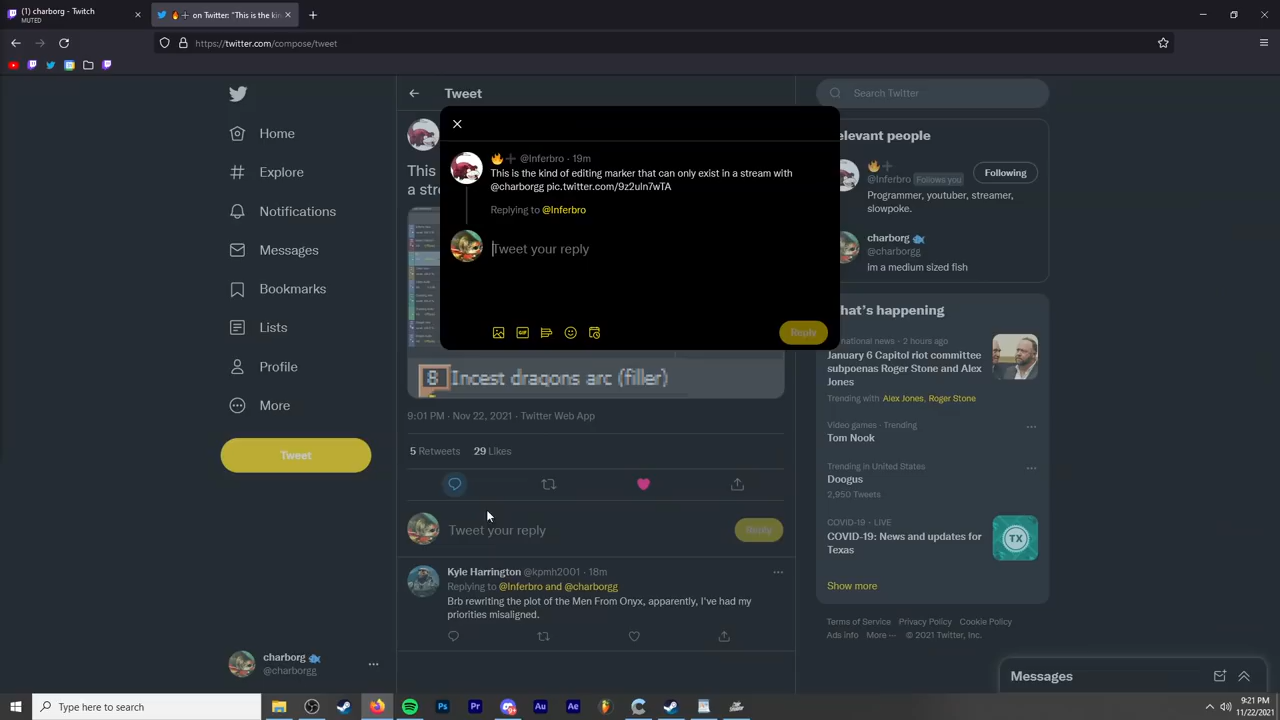 (1) charborg - Twitch
MUTED
🔥➕ on Twitter: "This is the kin
https://twitter.com/compose/tweet
Home
Explore
Notifications
Messages
Bookmarks
Lists
Profile
More
Tweet
charborg 🐟
@charborgg
Tweet
This
a stre
🔥➕ @Inferbro · 19m
This is the kind of editing marker that can only exist in a stream with
@charborgg pic.twitter.com/9z2uln7wTA
Replying to @Inferbro
Tweet your reply
Reply
8 Incest dragons arc (filler)
9:01 PM · Nov 22, 2021 · Twitter Web App
5 Retweets 29 Likes
Tweet your reply
Reply
Kyle Harrington @kpmh2001 · 18m
Replying to @Inferbro and @charborgg
Brb rewriting the plot of the Men From Onyx, apparently, I've had my
priorities misaligned.
Search Twitter
elevant people
🔥➕
@Inferbro Follows you
Following
Programmer, youtuber, streamer,
slowpoke.
charborg 🐟
@charborgg
im a medium sized fish
hat's happening
national news · 2 hours ago
January 6 Capitol riot committee
subpoenas Roger Stone and Alex
Jones
Trending with Alex Jones, Roger Stone
Video games · Trending
Tom Nook
Trending in United States
Doogus
2,950 Tweets
COVID-19 · LIVE
COVID-19: News and updates for
Texas
TX
Show more
Terms of Service Privacy Policy Cookie Policy
Ads info More ··· © 2021 Twitter, Inc.
Messages
Type here to search
Ps
Pr
Au
Ae
9:21 PM
11/22/2021